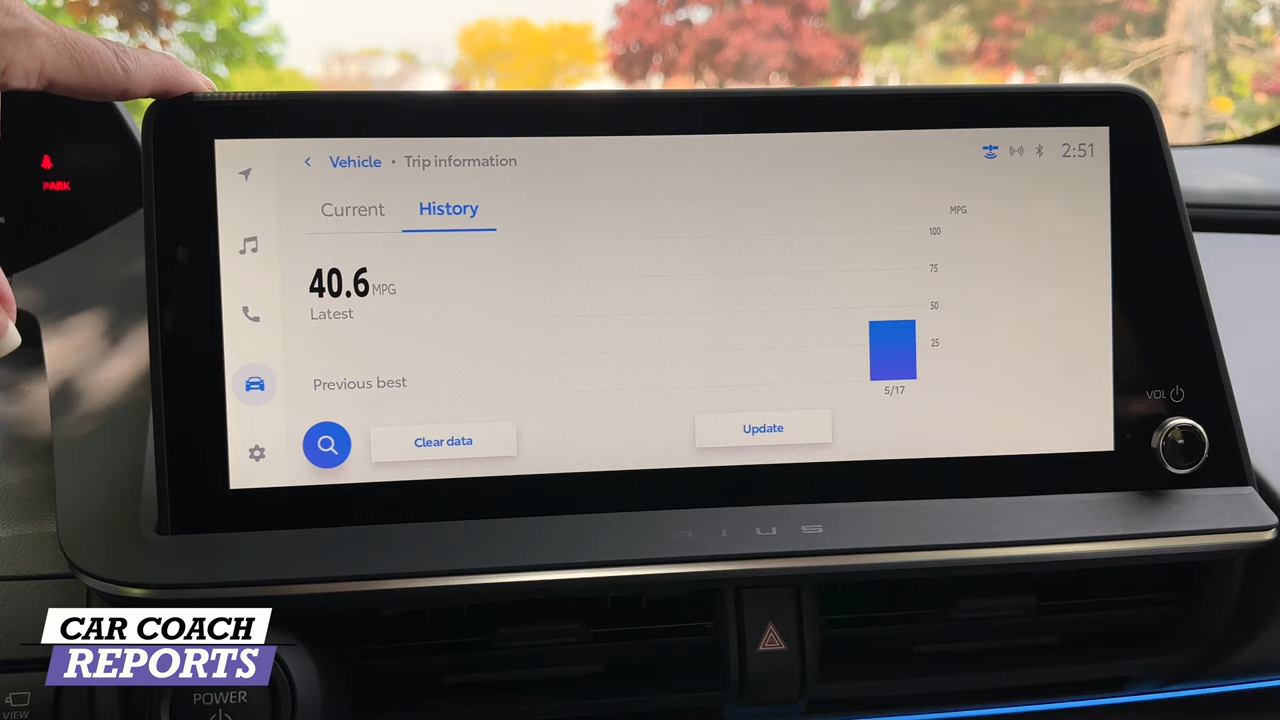 PARK
Vehicle • Trip information
2:51
Current
History
MPG
100
75
50
25
40.6 MPG
Latest
5/17
Previous best
Clear data
Update
VOL
IUS
CAR COACH
REPORTS
POWER
VIEW